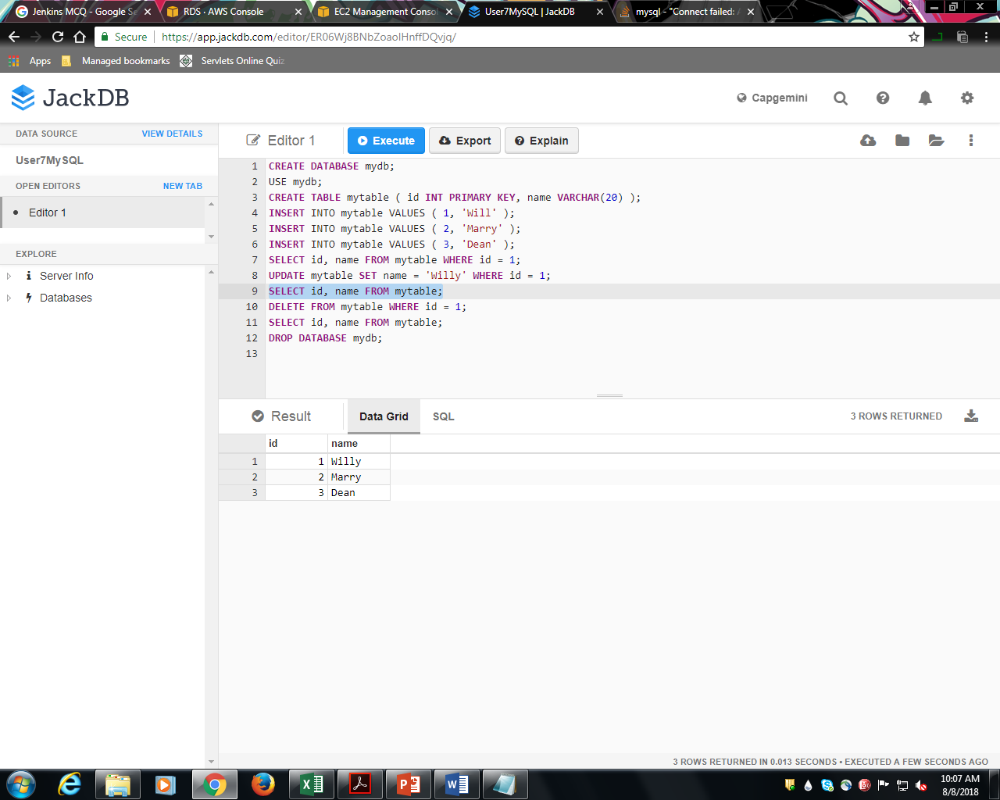 Jenkins MCQ - Google Se
RDS · AWS Console
EC2 Management Consol
User7MySQL | JackDB
mysql - "Connect failed: A
Secure
https://app.jackdb.com/editor/ER06Wj8BNbZoaolHnffDQvjq/
Apps
Managed bookmarks
Servlets Online Quiz
JackDB
Capgemini
DATA SOURCE
VIEW DETAILS
User7MySQL
OPEN EDITORS
NEW TAB
Editor 1
EXPLORE
Server Info
Databases
Editor 1
Execute
Export
Explain
1 CREATE DATABASE mydb;
2 USE mydb;
3 CREATE TABLE mytable ( id INT PRIMARY KEY, name VARCHAR(20) );
4 INSERT INTO mytable VALUES ( 1, 'Will' );
5 INSERT INTO mytable VALUES ( 2, 'Marry' );
6 INSERT INTO mytable VALUES ( 3, 'Dean' );
7 SELECT id, name FROM mytable WHERE id = 1;
8 UPDATE mytable SET name = 'Willy' WHERE id = 1;
9 SELECT id, name FROM mytable;
10 DELETE FROM mytable WHERE id = 1;
11 SELECT id, name FROM mytable;
12 DROP DATABASE mydb;
13
Result
Data Grid
SQL
3 ROWS RETURNED
id name
1 1 Willy
2 2 Marry
3 3 Dean
3 ROWS RETURNED IN 0.013 SECONDS • EXECUTED A FEW SECONDS AGO
10:07 AM
8/8/2018